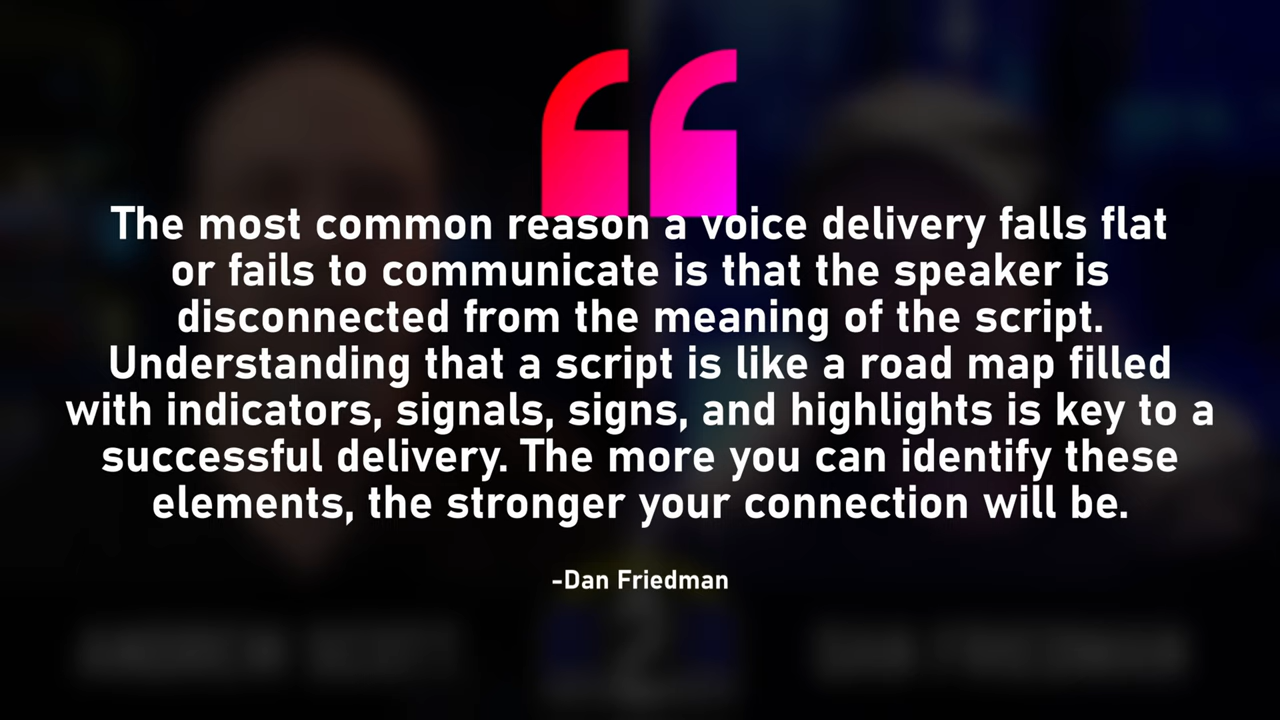 The most common reason a voice delivery falls flat
or fails to communicate is that the speaker is
disconnected from the meaning of the script.
Understanding that a script is like a road map filled
with indicators, signals, signs, and highlights is key to a
successful delivery. The more you can identify these
elements, the stronger your connection will be.
-Dan Friedman